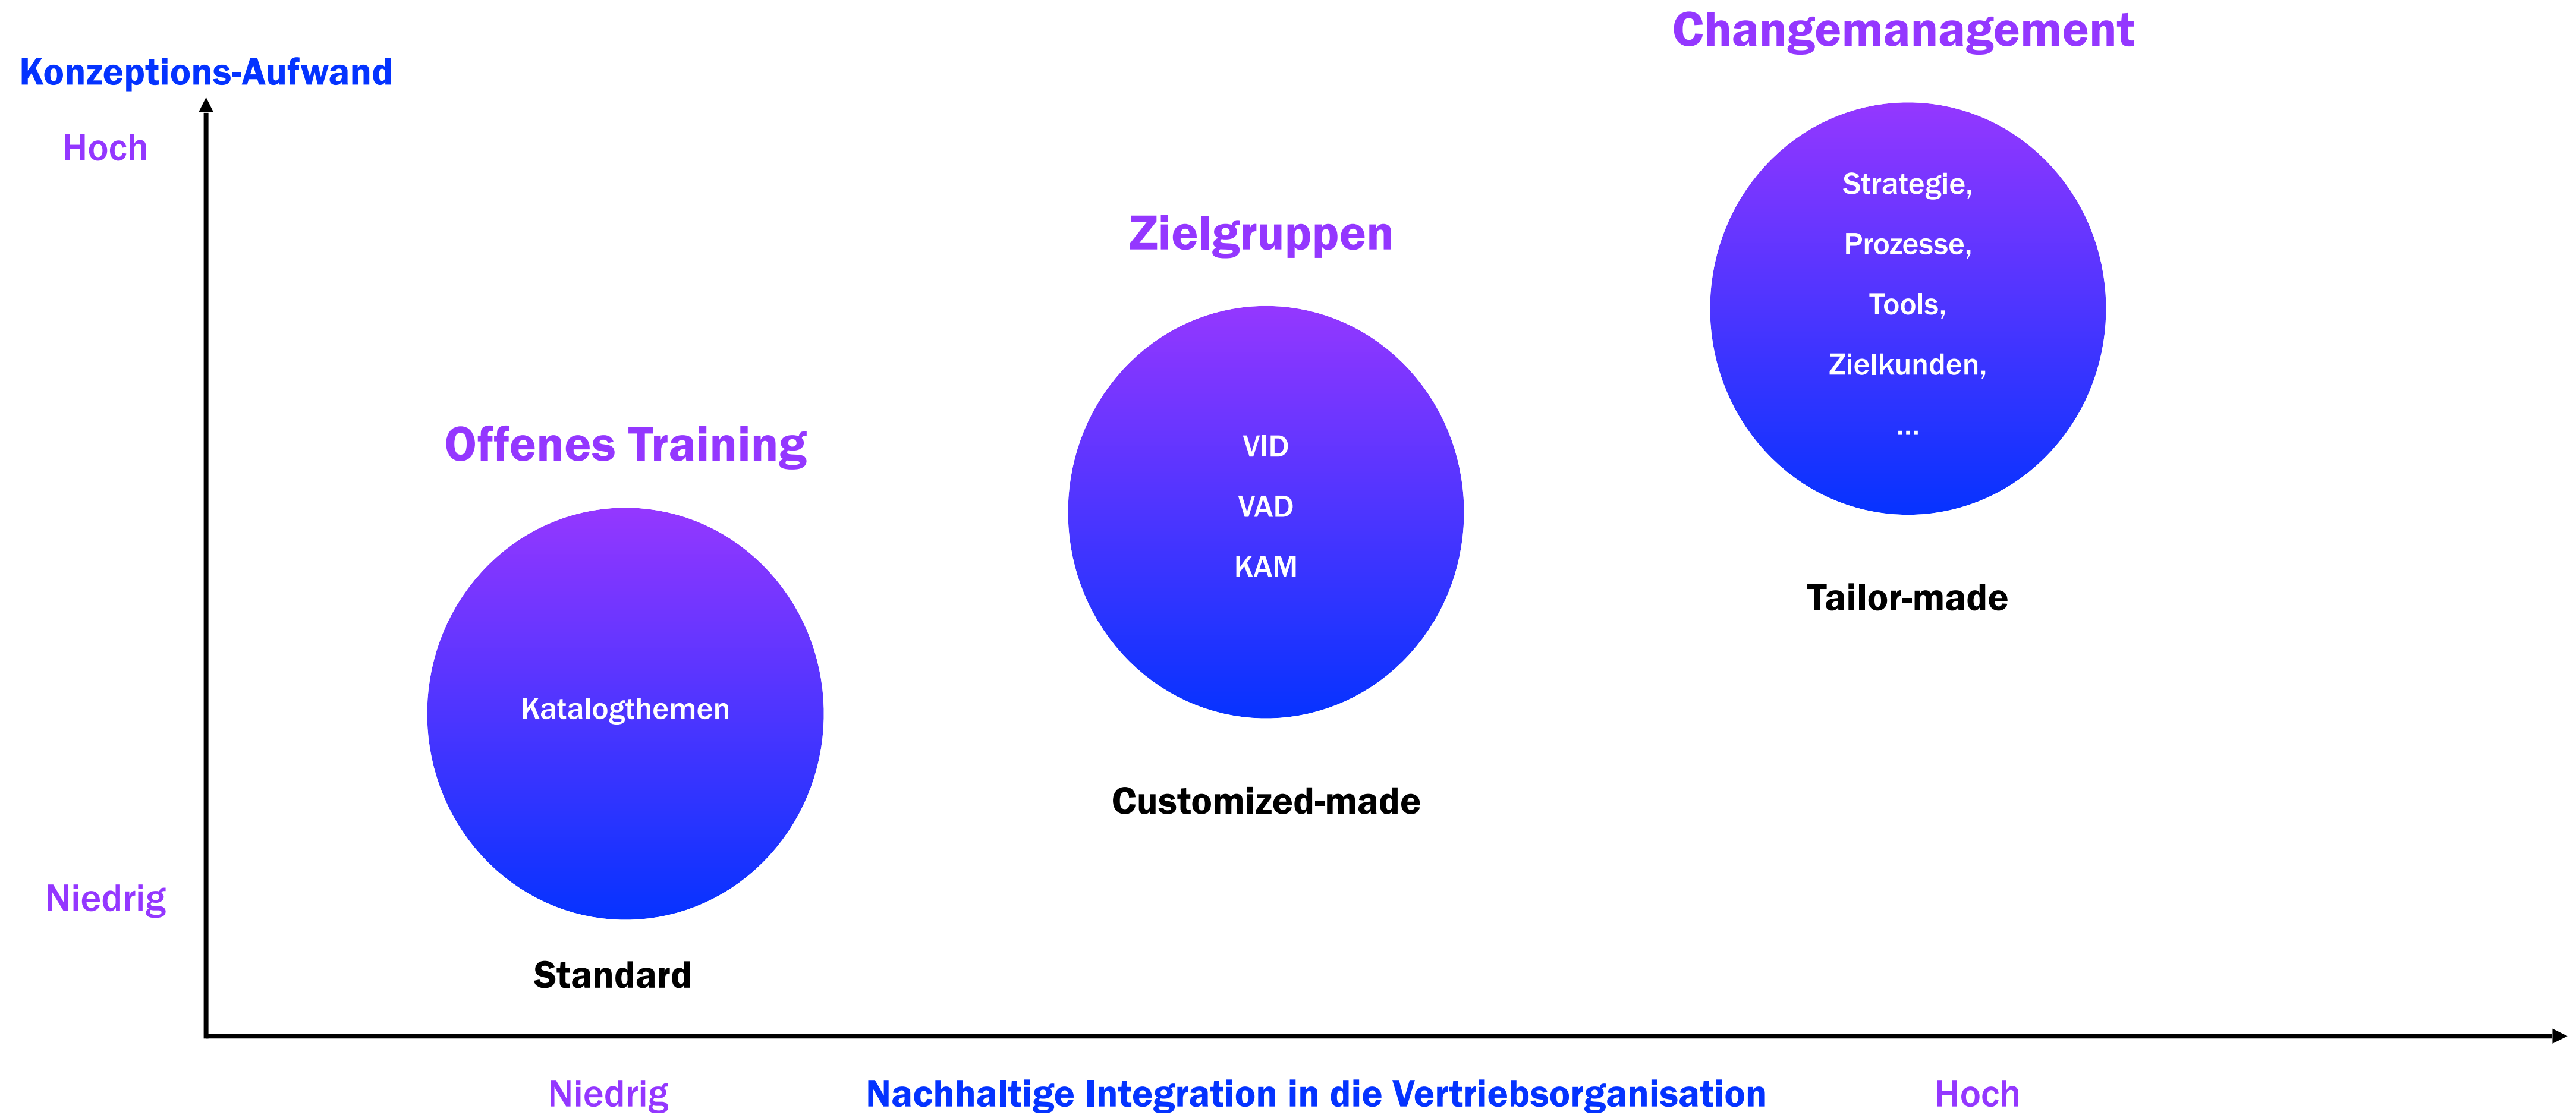 Changemanagement
Konzeptions-Aufwand
Hoch
Strategie,
Prozesse,
Tools,
Zielkunden,
...
Zielgruppen
VID
VAD
KAM
Offenes Training
Katalogthemen
Tailor-made
Customized-made
Niedrig
Standard
Niedrig
Nachhaltige Integration in die Vertriebsorganisation
Hoch